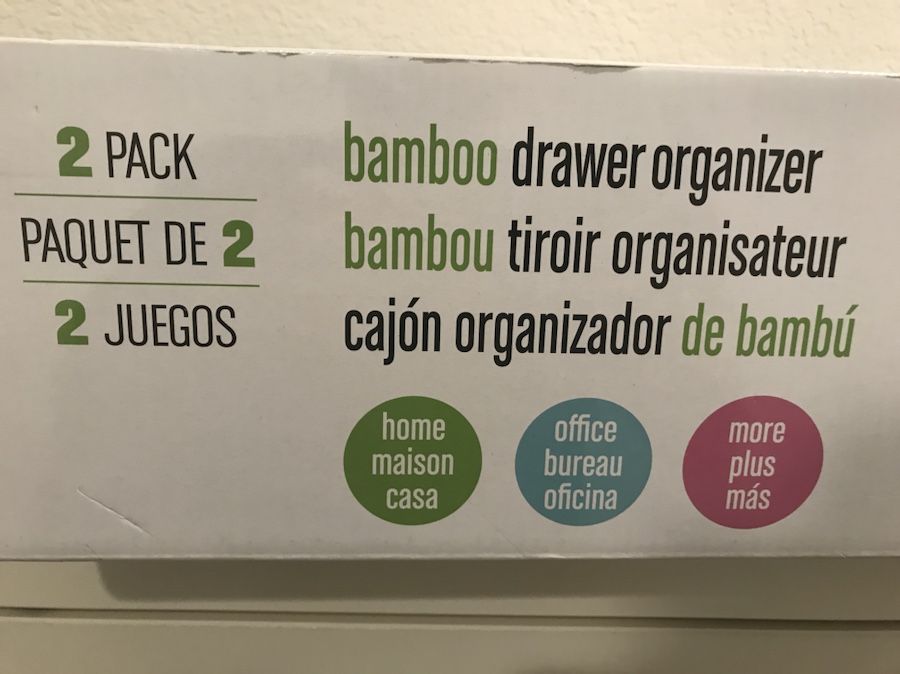 2 PACK
PAQUET DE 2
2 JUEGOS
bamboo drawer organizer
bambou tiroir organisateur
cajón organizador de bambú
home
maison
casa
office
bureau
oficina
more
plus
más